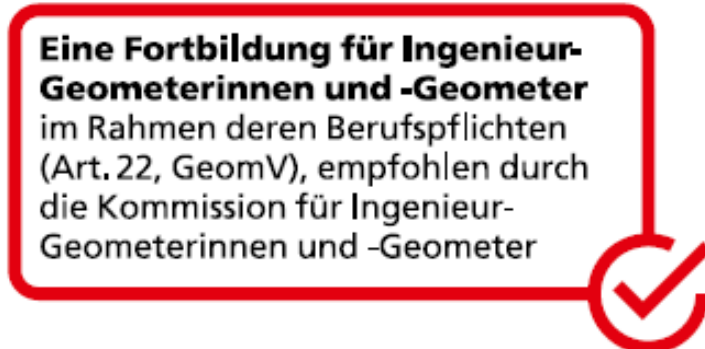 Eine Fortbildung für Ingenieur-
Geometerinnen und -Geometer
im Rahmen deren Berufspflichten
(Art. 22, GeomV), empfohlen durch
die Kommission für Ingenieur-
Geometerinnen und -Geometer